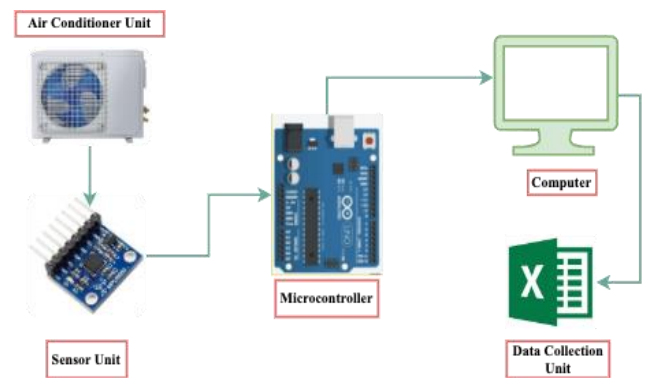 Air Conditioner Unit
Computer
Microcontroller
Sensor Unit
Data Collection
Unit
X